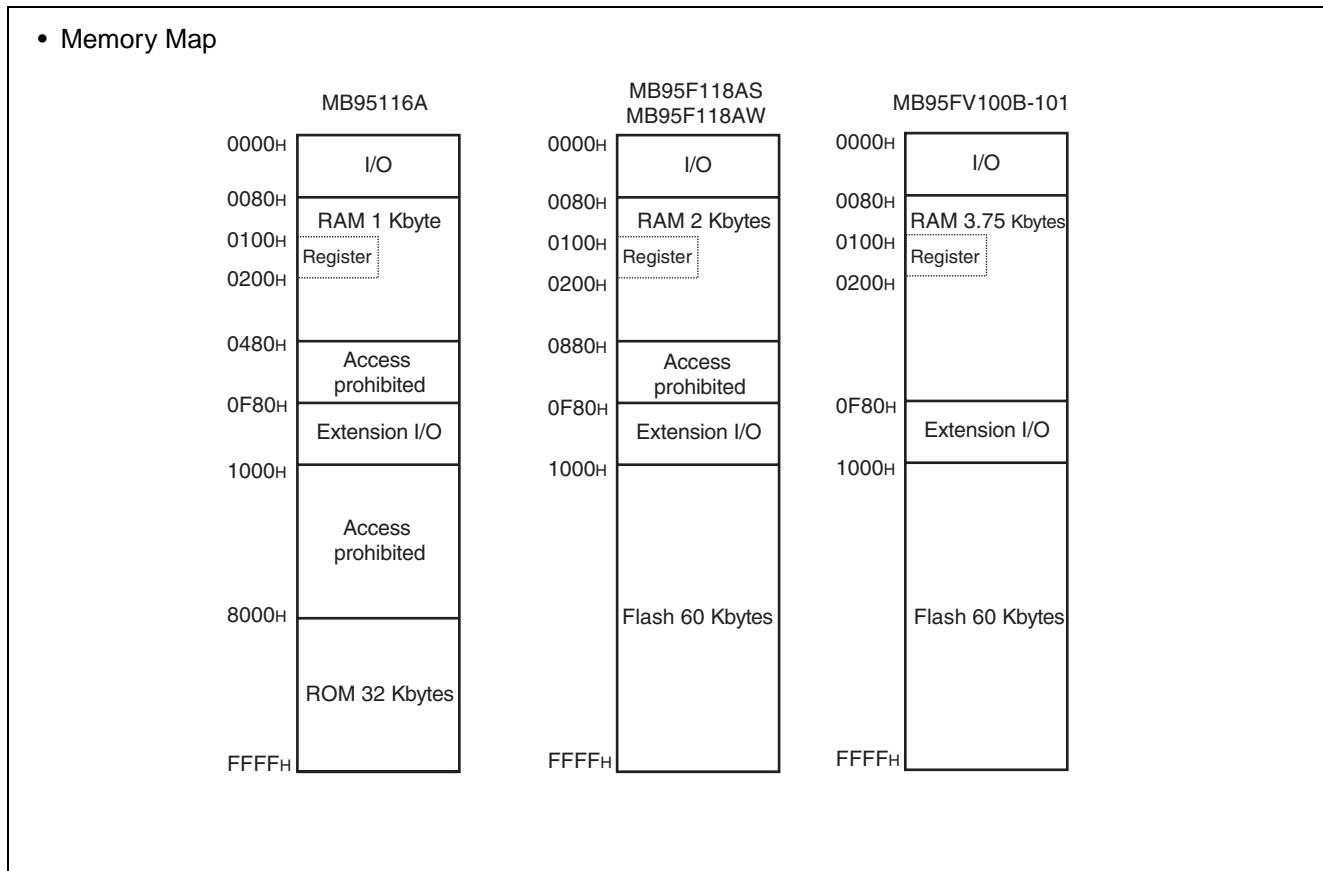 • Memory Map
MB95116A
0000H
I/O
0080H
RAM 1 Kbyte
0100H
Register
0200H
0480H
Access
prohibited
0F80H
Extension I/O
1000H
Access
prohibited
8000H
ROM 32 Kbytes
FFFFH
MB95F118AS
MB95F118AW
0000H
I/O
0080H
RAM 2 Kbytes
0100H
Register
0200H
0880H
Access
prohibited
0F80H
Extension I/O
1000H
Flash 60 Kbytes
FFFFH
MB95FV100B-101
0000H
I/O
0080H
RAM 3.75 Kbytes
0100H
Register
0200H
0F80H
Extension I/O
1000H
Flash 60 Kbytes
FFFFH